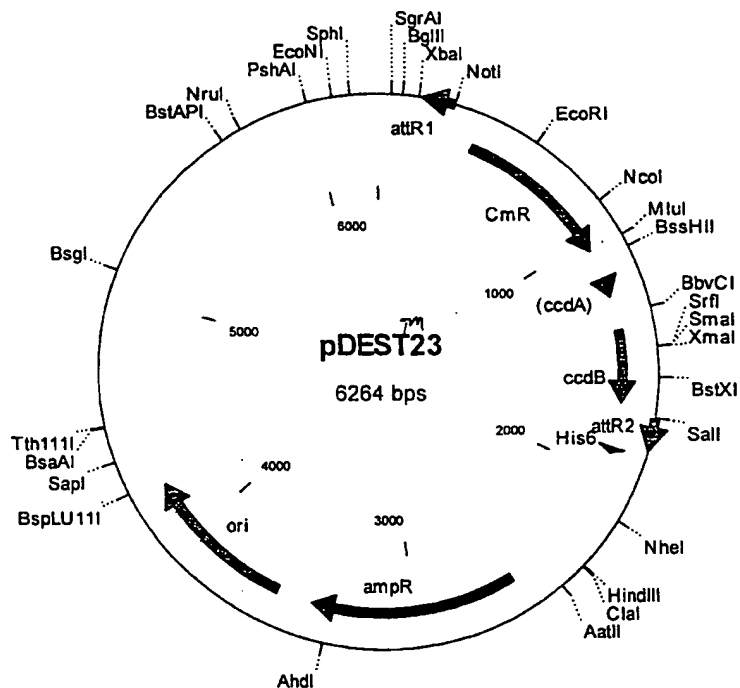 SphI
SgrAI
BglII
XbaI
NotI
EcoNI
PshAI
NruI
BstAPI
attR1
EcoRI
CmR
NcoI
MluI
BssHII
6000
BsgI
1000
(ccdA)
BbvCI
SrfI
SmaI
XmaI
5000
pDEST23 TM
6264 bps
ccdB
BstXI
attR2
SalI
His6
2000
Tth111I
BsaAI
SapI
BspLU11I
4000
ori
3000
ampR
NheI
HindIII
ClaI
AatII
AhdI